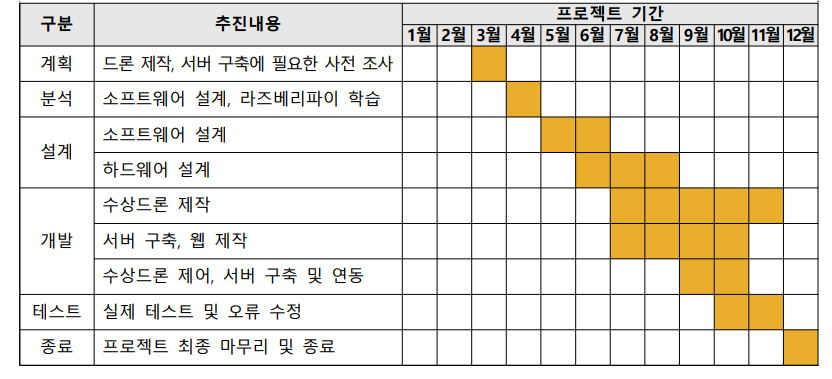 구분 추진내용 프로젝트 기간
1월 2월 3월 4월 5월 6월 7월 8월 9월 10월 11월 12월
계획 드론 제작, 서버 구축에 필요한 사전 조사
분석 소프트웨어 설계, 라즈베리파이 학습
설계 소프트웨어 설계
하드웨어 설계
개발 수상드론 제작
서버 구축, 웹 제작
수상드론 제어, 서버 구축 및 연동
테스트 실제 테스트 및 오류 수정
종료 프로젝트 최종 마무리 및 종료